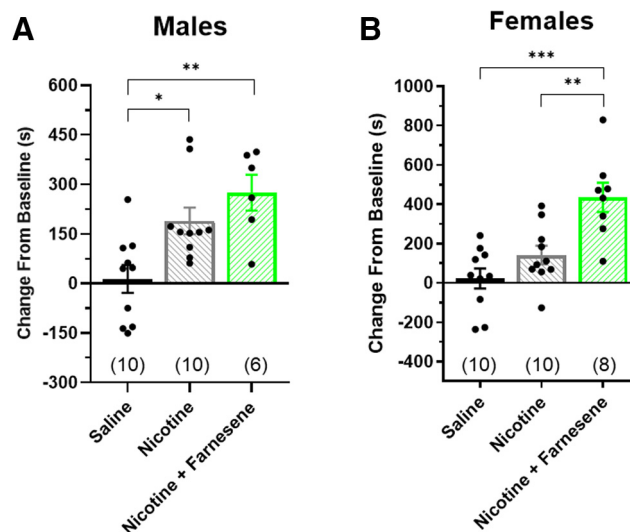 A
Males
**
*
Change From Baseline (s)
600
450
300
150
0
-150
-300
(10)
(10)
(6)
Saline
Nicotine
Nicotine + Farnesene
B
Females
***
**
Change From Baseline (s)
1000
800
600
400
200
0
-200
-400
(10)
(10)
(8)
Saline
Nicotine
Nicotine + Farnesene